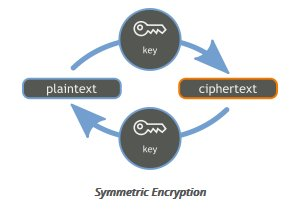 key
plaintext
ciphertext
key
Symmetric Encryption